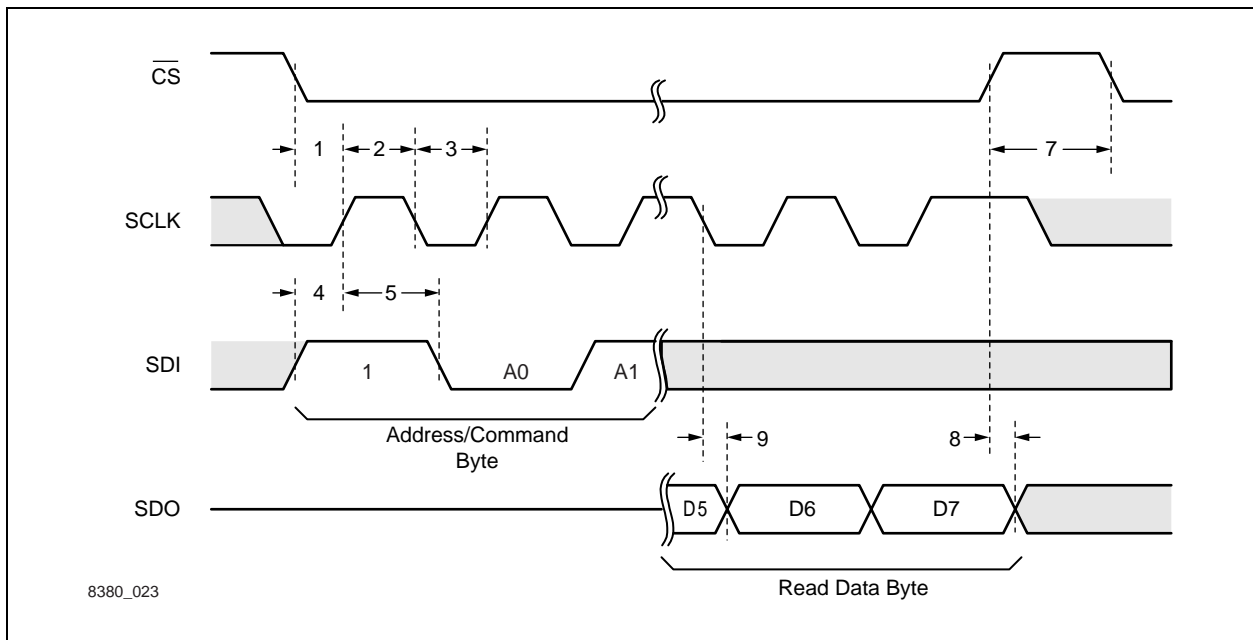 CS
1
2
3
7
SCLK
4
5
SDI
1
A0
A1
Address/Command
Byte
9
8
SDO
D5
D6
D7
Read Data Byte
8380_023